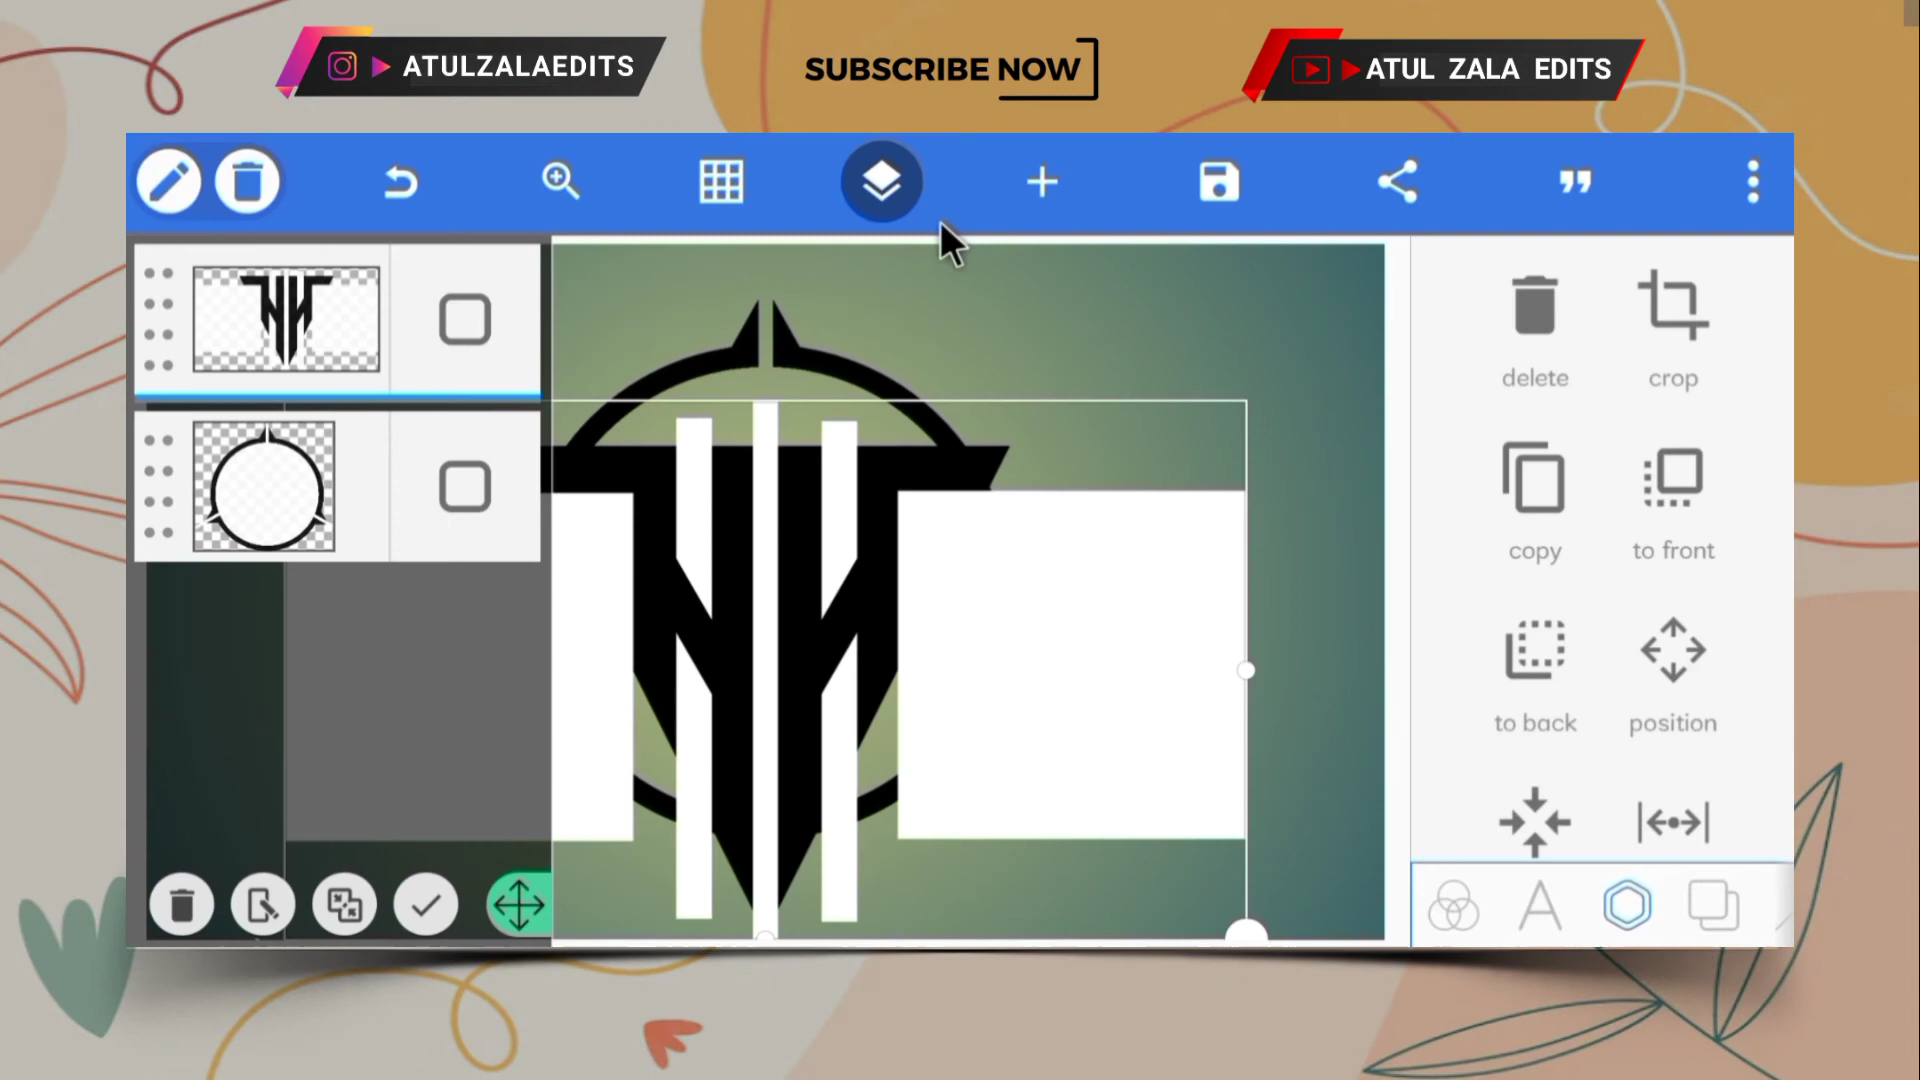 ATULZALAEDITS
SUBSCRIBE NOW
ATUL ZALA EDITS
delete
crop
copy
to front
to back
position